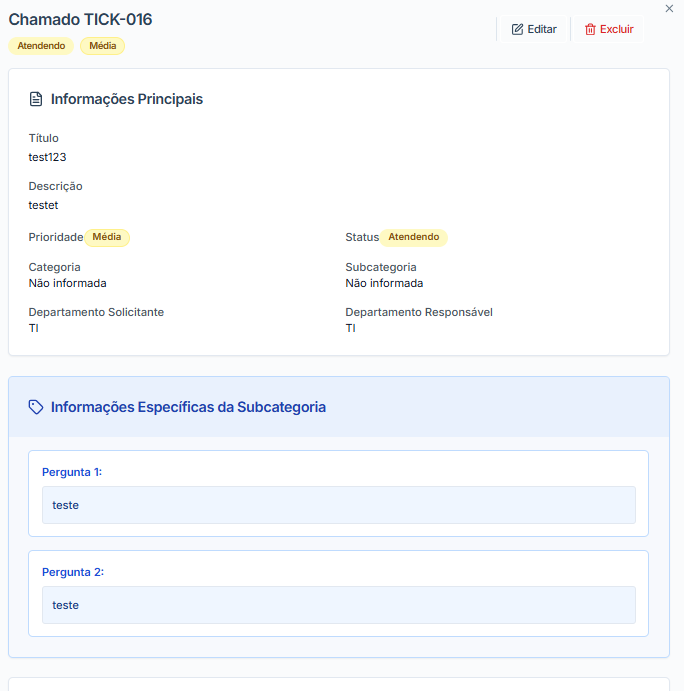 Chamado TICK-016
Editar
Excluir
Atendendo
Média
Informações Principais
Título
test123
Descrição
testet
Prioridade Média
Status Atendendo
Categoria
Não informada
Subcategoria
Não informada
Departamento Solicitante
TI
Departamento Responsável
TI
Informações Específicas da Subcategoria
Pergunta 1:
teste
Pergunta 2:
teste